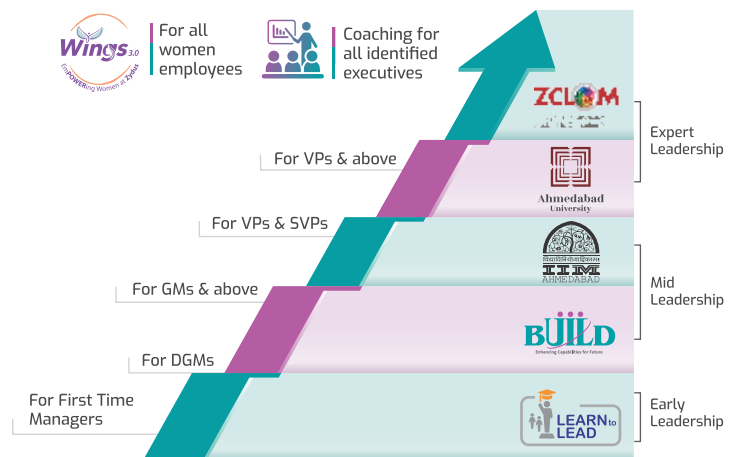 Wings 3.0
EmPOWERing Women at Zydus
For all
women
employees
Coaching for
all identified
executives
ZCLOM
Expert
Leadership
For VPs & above
Ahmedabad
University
For VPs & SVPs
विद्याविनियोगाद्विकासः
IIM
AHMEDABAD
Mid
Leadership
For GMs & above
BUILD
Enhancing Capabilities for Future
For DGMs
For First Time
Managers
LEARN to
LEAD
Early
Leadership